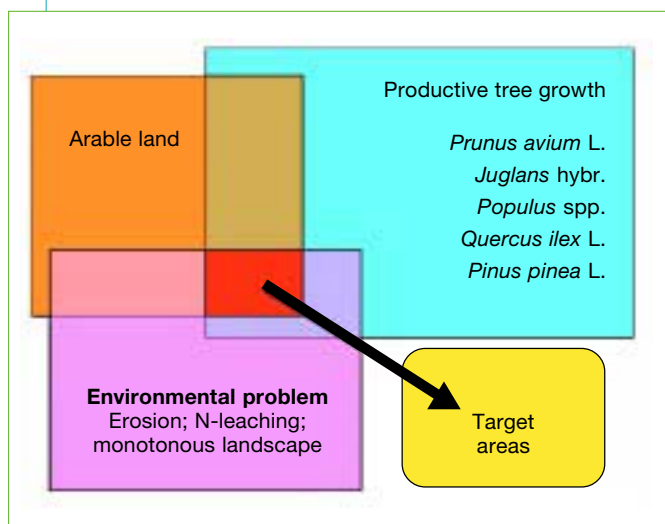 Productive tree growth
Arable land
Prunus avium L.
Juglans hybr.
Populus spp.
Quercus ilex L.
Pinus pinea L.
Environmental problem
Erosion; N-leaching;
monotonous landscape
Target
areas